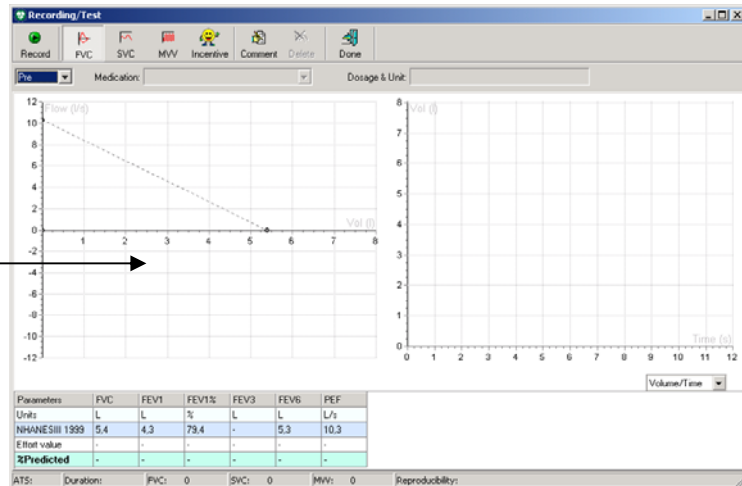 Recording/Test
Record FVC SVC MVV Incentive Comment Delete Done
Pre Medication: Dosage & Unit:
Flow (l/s)
12
10
8
6
4
2
0
-2
-4
-6
-8
-10
-12
1 2 3 4 5 6 7 8
Vol (l)
Vol (l)
8
7
6
5
4
3
2
1
0
0 1 2 3 4 5 6 7 8 9 10 11 12
Time (s)
Volume/Time
Parameters FVC FEV1 FEV1% FEV3 FEV6 PEF
Units L L % L L L/s
NHANESIII 1999 5,4 4,3 79,4 - 5,3 10,3
Effort value - - - - - -
%Predicted - - - - - -
ATS: Duration: FVC: 0 SVC: 0 MVV: 0 Reproducibility: